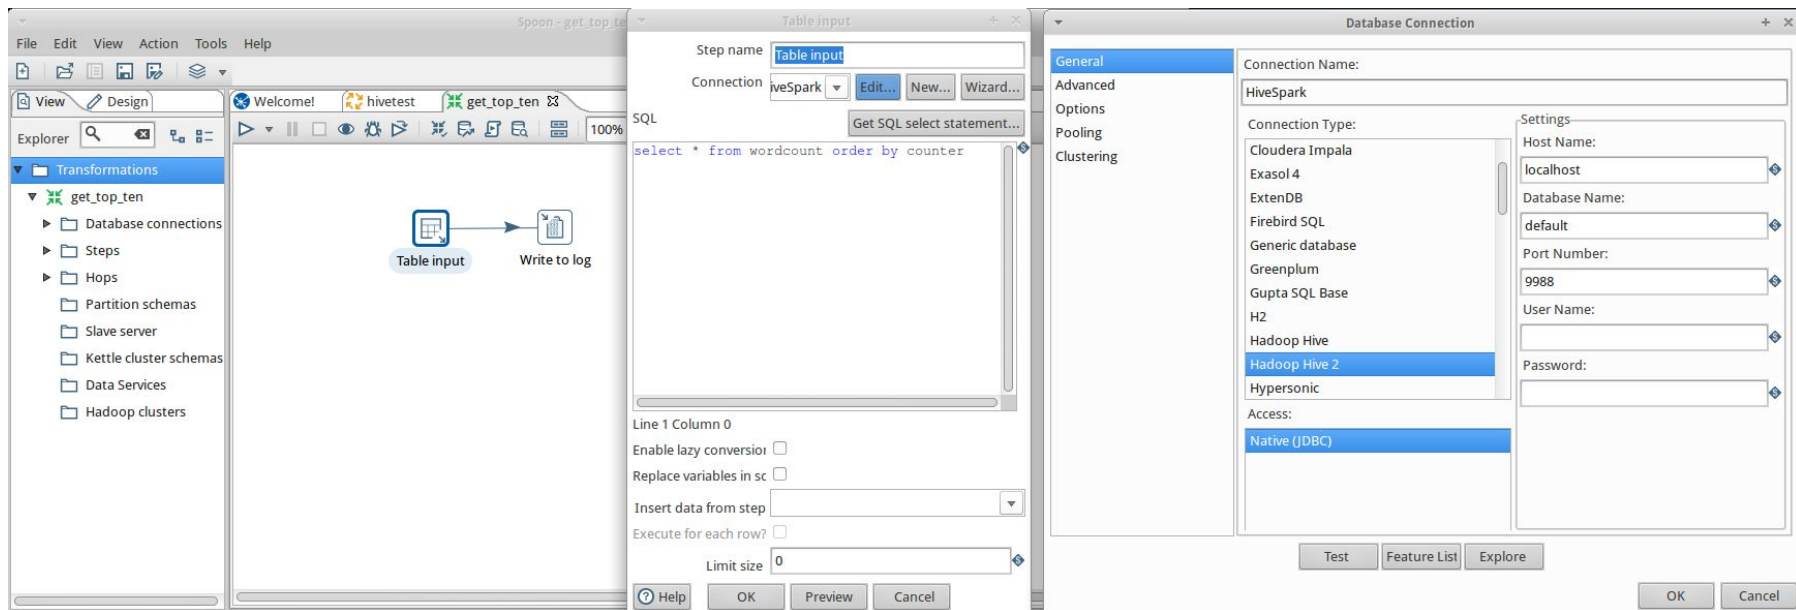 Spoon - get_top_te
File Edit View Action Tools Help
View Design
Explorer
Transformations
get_top_ten
Database connections
Steps
Hops
Partition schemas
Slave server
Kettle cluster schemas
Data Services
Hadoop clusters
Welcome! hivetest get_top_ten
100%
Table input
Write to log
Table input
Step name Table input
Connection iveSpark Edit... New... Wizard...
SQL Get SQL select statement...
select * from wordcount order by counter
Line 1 Column 0
Enable lazy conversior
Replace variables in sc
Insert data from step
Execute for each row?
Limit size 0
Help OK Preview Cancel
Database Connection
General
Advanced
Options
Pooling
Clustering
Connection Name:
HiveSpark
Connection Type:
Cloudera Impala
Exasol 4
ExtenDB
Firebird SQL
Generic database
Greenplum
Gupta SQL Base
H2
Hadoop Hive
Hadoop Hive 2
Hypersonic
Access:
Native (JDBC)
Settings
Host Name:
localhost
Database Name:
default
Port Number:
9988
User Name:
Password:
Test Feature List Explore
OK Cancel